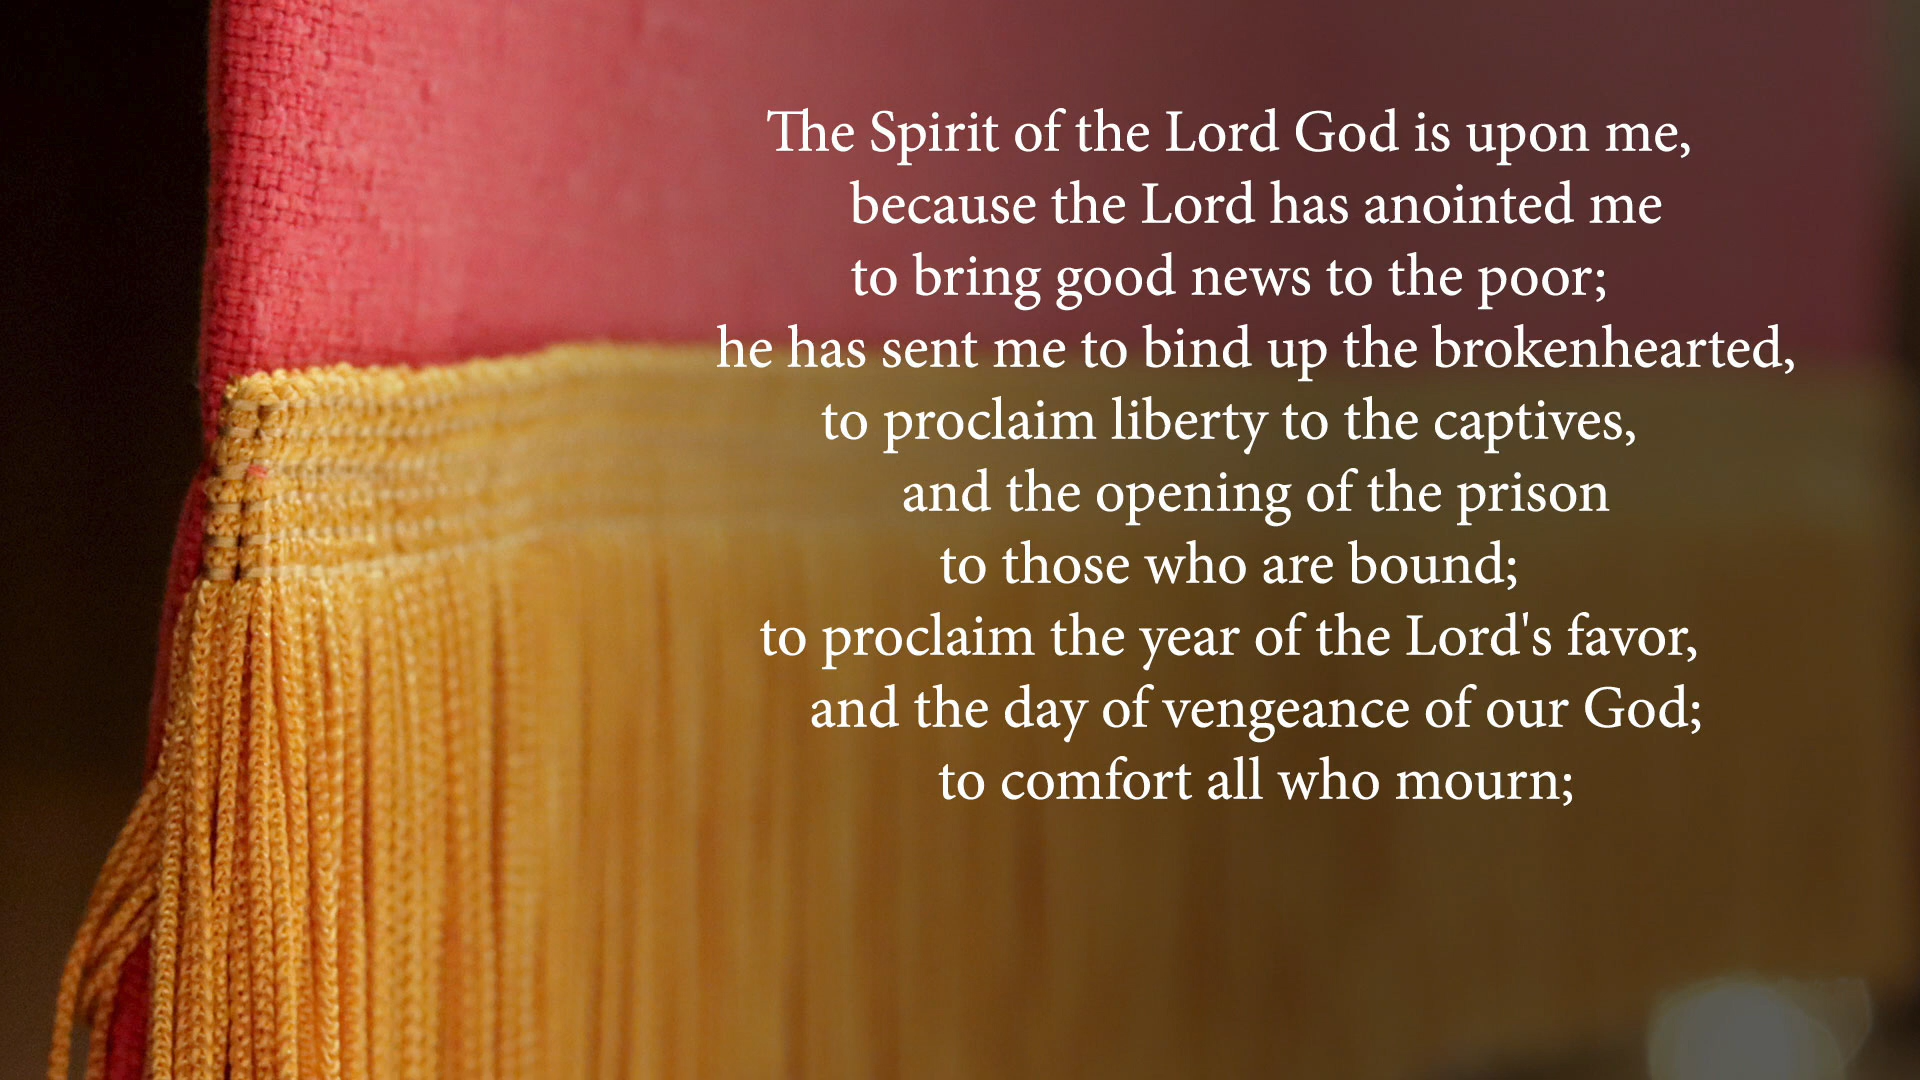 The Spirit of the Lord God is upon me,
because the Lord has anointed me
to bring good news to the poor;
he has sent me to bind up the brokenhearted,
to proclaim liberty to the captives,
and the opening of the prison
to those who are bound;
to proclaim the year of the Lord's favor,
and the day of vengeance of our God;
to comfort all who mourn;